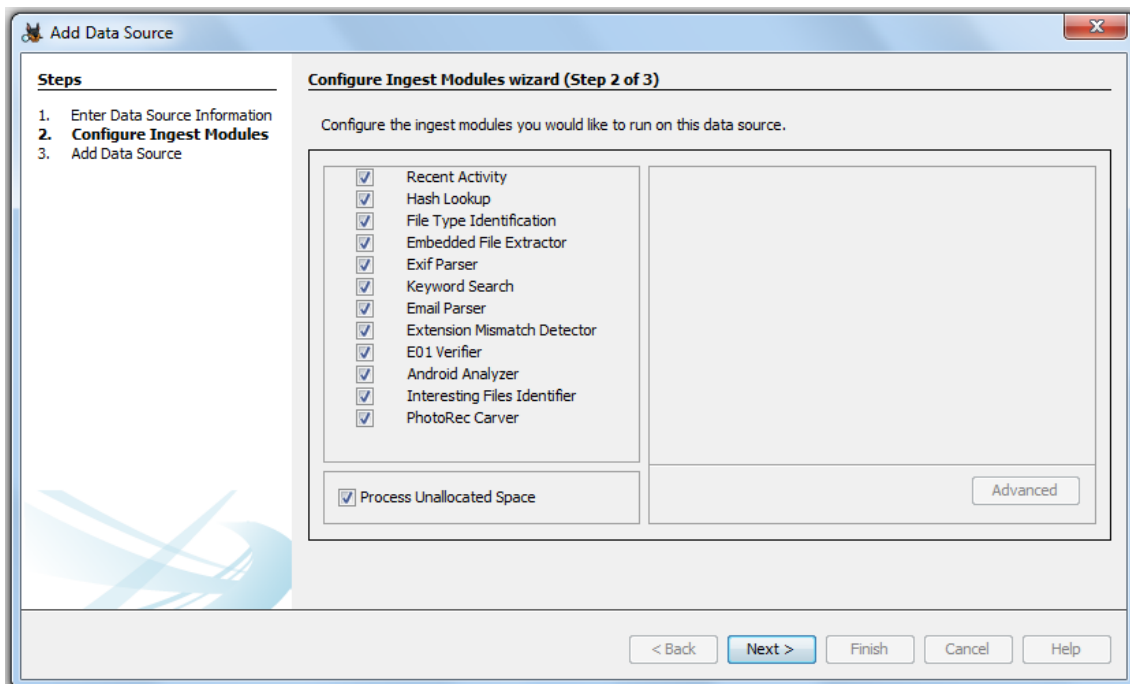 Add Data Source
Steps
1. Enter Data Source Information
2. Configure Ingest Modules
3. Add Data Source
Configure Ingest Modules wizard (Step 2 of 3)
Configure the ingest modules you would like to run on this data source.
Recent Activity
Hash Lookup
File Type Identification
Embedded File Extractor
Exif Parser
Keyword Search
Email Parser
Extension Mismatch Detector
E01 Verifier
Android Analyzer
Interesting Files Identifier
PhotoRec Carver
Process Unallocated Space
Advanced
< Back Next > Finish Cancel Help